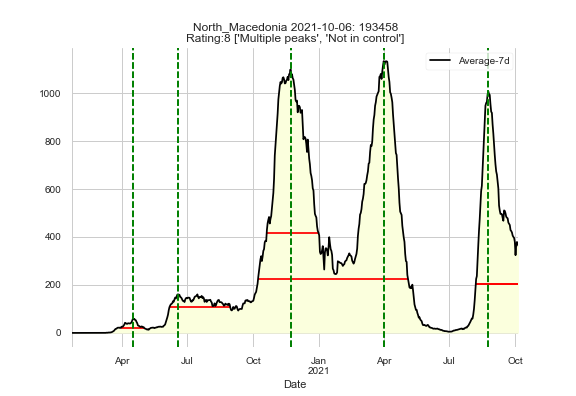 North_Macedonia 2021-10-06: 193458
Rating:8 ['Multiple peaks', 'Not in control']
Average-7d
1000
800
600
400
200
0
Apr Jul Oct Jan Apr Jul Oct
2021
Date